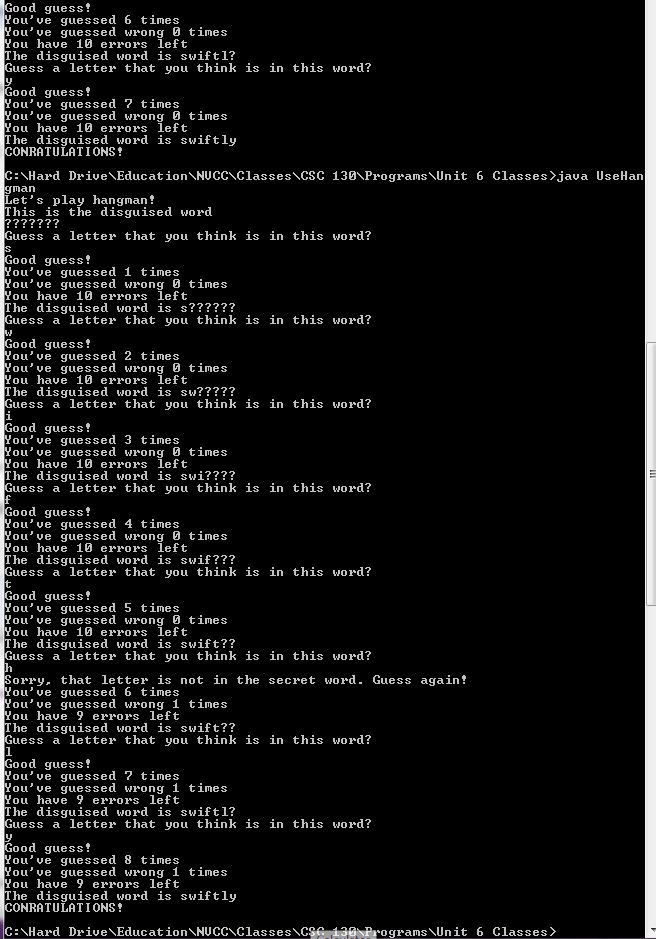 Good guess!
You've guessed 6 times
You've guessed wrong 0 times
You have 10 errors left
The disguised word is swiftl?
Guess a letter that you think is in this word?
y
Good guess!
You've guessed 7 times
You've guessed wrong 0 times
You have 10 errors left
The disguised word is swiftly
CONRATULATIONS!
C:\Hard Drive\Education\NVCC\Classes\CSC 130\Programs\Unit 6 Classes>java UseHan
gman
Let's play hangman!
This is the disguised word
???????
Guess a letter that you think is in this word?
s
Good guess!
You've guessed 1 times
You've guessed wrong 0 times
You have 10 errors left
The disguised word is s??????
Guess a letter that you think is in this word?
w
Good guess!
You've guessed 2 times
You've guessed wrong 0 times
You have 10 errors left
The disguised word is sw?????
Guess a letter that you think is in this word?
i
Good guess!
You've guessed 3 times
You've guessed wrong 0 times
You have 10 errors left
The disguised word is swi????
Guess a letter that you think is in this word?
f
Good guess!
You've guessed 4 times
You've guessed wrong 0 times
You have 10 errors left
The disguised word is swif???
Guess a letter that you think is in this word?
t
Good guess!
You've guessed 5 times
You've guessed wrong 0 times
You have 10 errors left
The disguised word is swift??
Guess a letter that you think is in this word?
h
Sorry, that letter is not in the secret word. Guess again!
You've guessed 6 times
You've guessed wrong 1 times
You have 9 errors left
The disguised word is swift??
Guess a letter that you think is in this word?
l
Good guess!
You've guessed 7 times
You've guessed wrong 1 times
You have 9 errors left
The disguised word is swiftl?
Guess a letter that you think is in this word?
y
Good guess!
You've guessed 8 times
You've guessed wrong 1 times
You have 9 errors left
The disguised word is swiftly
CONRATULATIONS!
C:\Hard Drive\Education\NVCC\Classes\CSC 130\Programs\Unit 6 Classes>